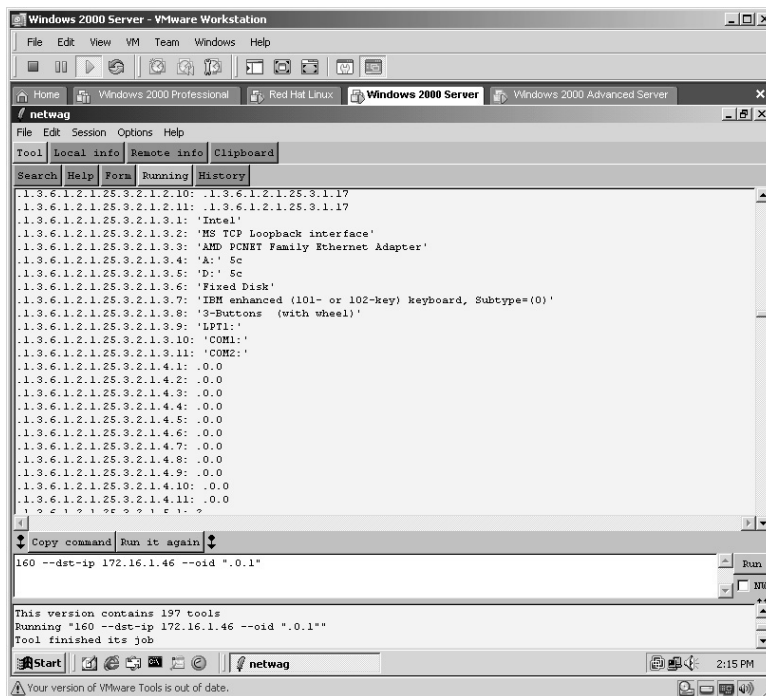 Windows 2000 Server - VMware Workstation
File Edit View VM Team Windows Help
Home Windows 2000 Professional Red Hat Linux Windows 2000 Server Windows 2000 Advanced Server
netwag
File Edit Session Options Help
Tool Local info Remote info Clipboard
Search Help Form Running History
.1.3.6.1.2.1.25.3.2.1.2.10: .1.3.6.1.2.1.25.3.1.17
.1.3.6.1.2.1.25.3.2.1.2.11: .1.3.6.1.2.1.25.3.1.17
.1.3.6.1.2.1.25.3.2.1.3.1: 'Intel'
.1.3.6.1.2.1.25.3.2.1.3.2: 'MS TCP Loopback interface'
.1.3.6.1.2.1.25.3.2.1.3.3: 'AMD PCNET Family Ethernet Adapter'
.1.3.6.1.2.1.25.3.2.1.3.4: 'A:' 5c
.1.3.6.1.2.1.25.3.2.1.3.5: 'D:' 5c
.1.3.6.1.2.1.25.3.2.1.3.6: 'Fixed Disk'
.1.3.6.1.2.1.25.3.2.1.3.7: 'IBM enhanced (101- or 102-key) keyboard, Subtype=(0)'
.1.3.6.1.2.1.25.3.2.1.3.8: '3-Buttons (with wheel)'
.1.3.6.1.2.1.25.3.2.1.3.9: 'LPT1:'
.1.3.6.1.2.1.25.3.2.1.3.10: 'COM1:'
.1.3.6.1.2.1.25.3.2.1.3.11: 'COM2:'
.1.3.6.1.2.1.25.3.2.1.4.1: .0.0
.1.3.6.1.2.1.25.3.2.1.4.2: .0.0
.1.3.6.1.2.1.25.3.2.1.4.3: .0.0
.1.3.6.1.2.1.25.3.2.1.4.4: .0.0
.1.3.6.1.2.1.25.3.2.1.4.5: .0.0
.1.3.6.1.2.1.25.3.2.1.4.6: .0.0
.1.3.6.1.2.1.25.3.2.1.4.7: .0.0
.1.3.6.1.2.1.25.3.2.1.4.8: .0.0
.1.3.6.1.2.1.25.3.2.1.4.9: .0.0
.1.3.6.1.2.1.25.3.2.1.4.10: .0.0
.1.3.6.1.2.1.25.3.2.1.4.11: .0.0
Copy command Run it again
160 --dst-ip 172.16.1.46 --oid ".0.1"
Run
This version contains 197 tools
Running "160 --dst-ip 172.16.1.46 --oid ".0.1""
Tool finished its job
Start netwag 2:15 PM
Your version of VMware Tools is out of date.